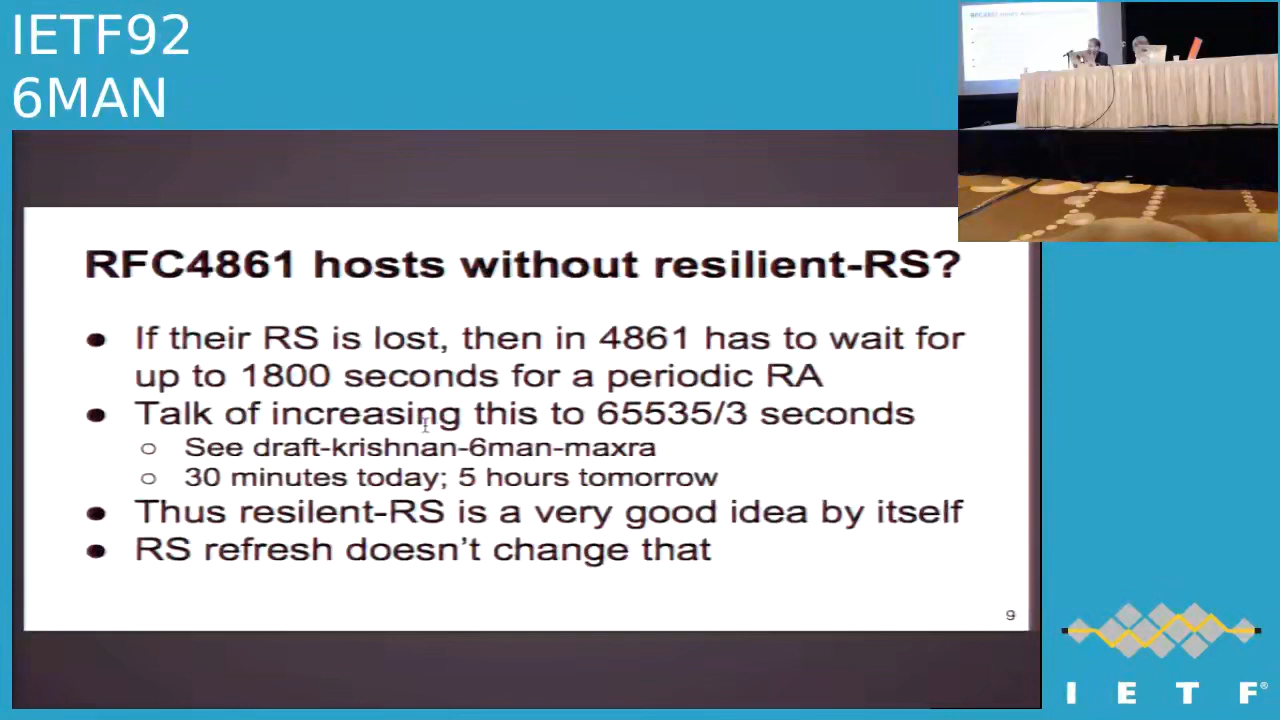 IETF92
6MAN
RFC4861 hosts without resilient-RS?
● If their RS is lost, then in 4861 has to wait for
up to 1800 seconds for a periodic RA
● Talk of increasing this to 65535/3 seconds
○ See draft-krishnan-6man-maxra
○ 30 minutes today; 5 hours tomorrow
● Thus resilent-RS is a very good idea by itself
● RS refresh doesn't change that
9
I E T F®